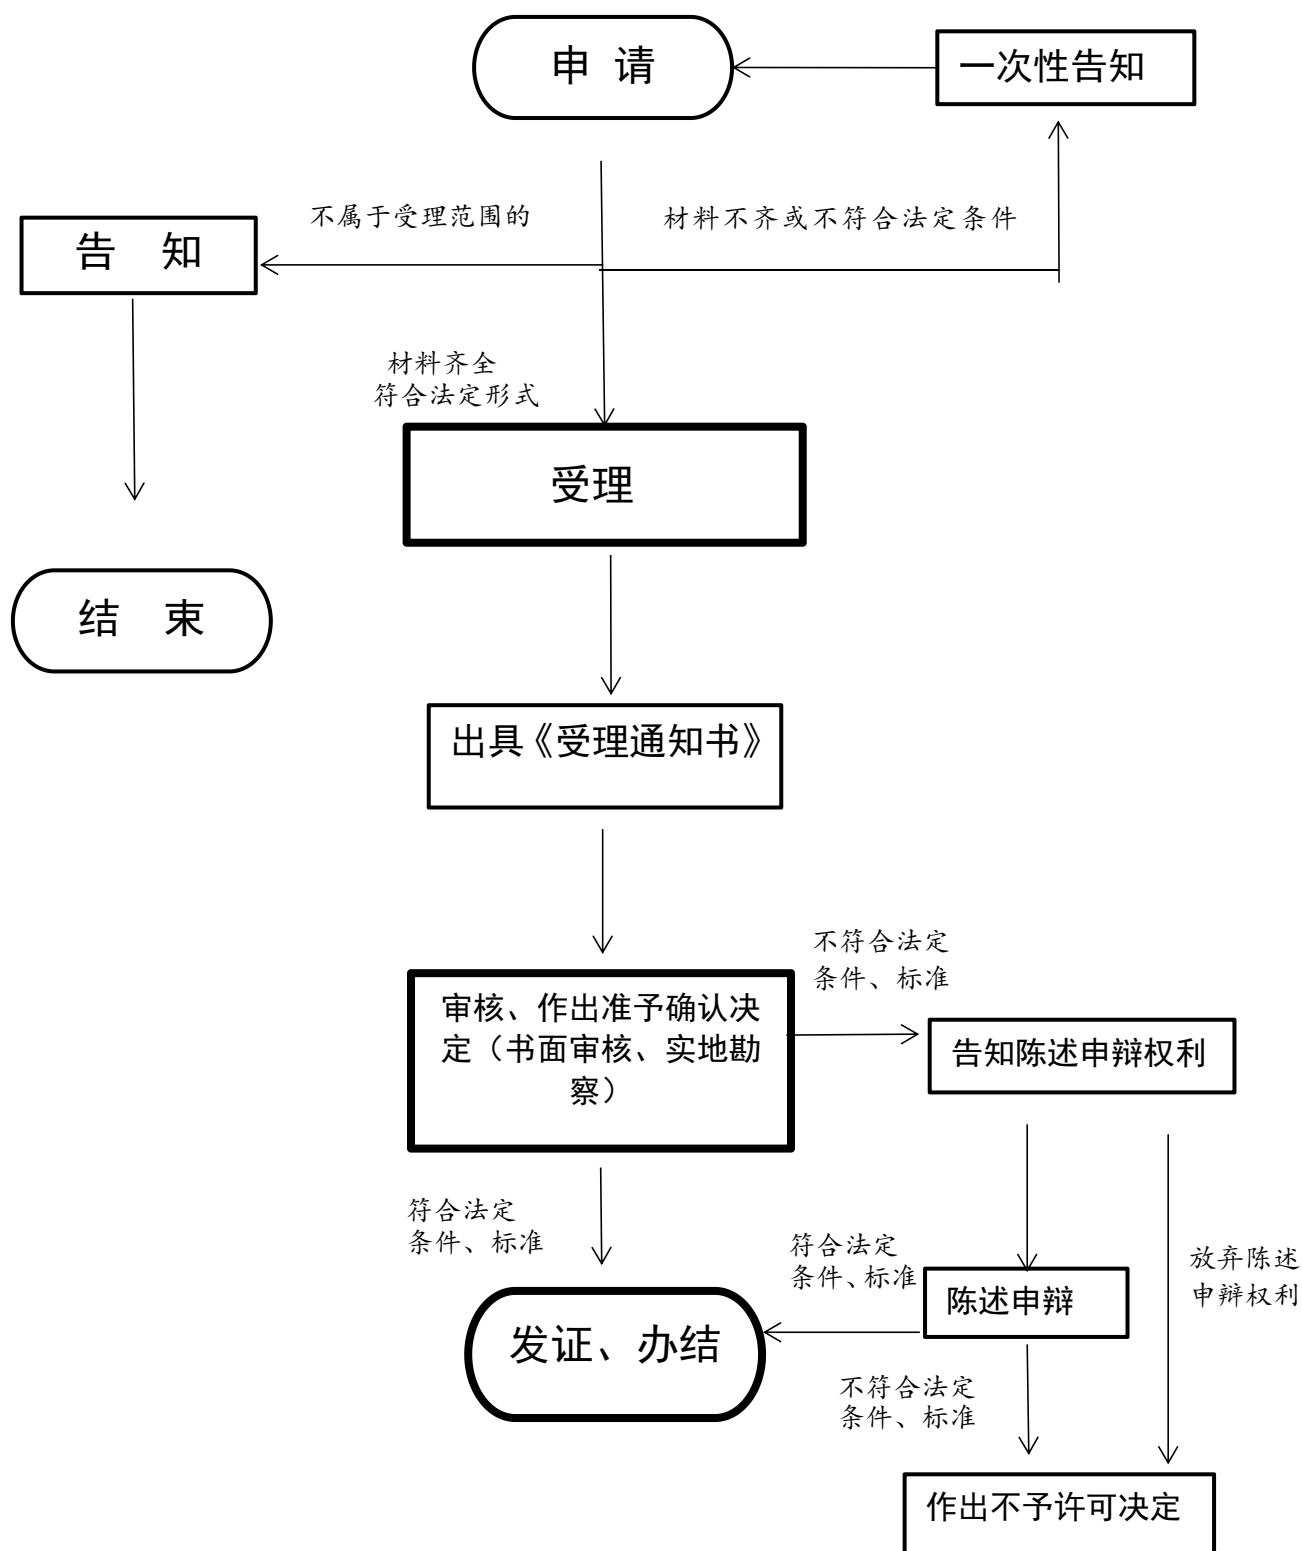 申 请
一次性告知
不属于受理范围的
材料不齐或不符合法定条件
告 知
材料齐全
符合法定形式
受理
结 束
出具《受理通知书》
不符合法定
条件、标准
审核、作出准予确认决
定（书面审核、实地勘
察）
告知陈述申辩权利
符合法定
条件、标准
符合法定
条件、标准
放弃陈述
申辩权利
陈述申辩
发证、办结
不符合法定
条件、标准
作出不予许可决定